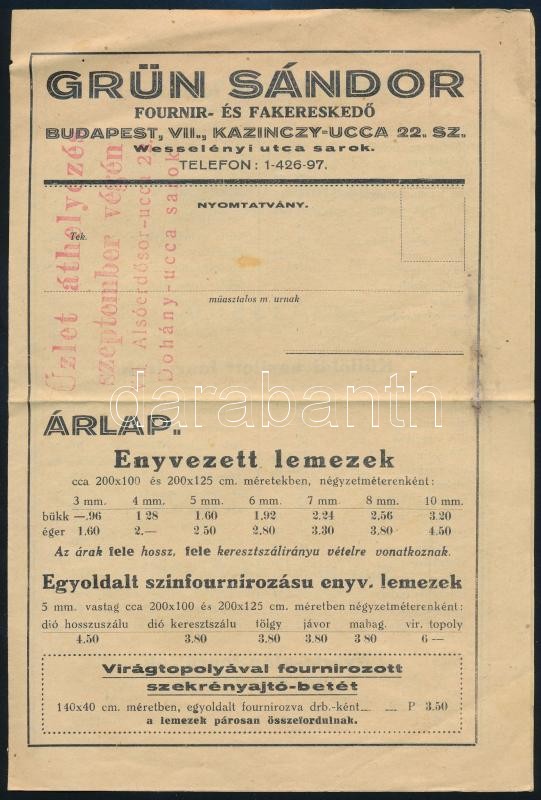 GRÜN SÁNDOR
FOURNIR- ÉS FAKERESKEDŐ
BUDAPEST, VII., KAZINCZY-UCCA 22. SZ.
Wesselényi utca sarok.
TELEFON: 1-426-97.
Üzlet áthelyezés
szeptember végén
VII. Alsóerdősor-ucca
Dohány-ucca sarok
NYOMTATVÁNY.
Tek.
müasztalos m. urnak
darabanth
ÁRLAP.
Enyvezett lemezek
cca 200x100 és 200x125 cm. méretekben, négyzetméterenként:
3 mm. 4 mm. 5 mm. 6 mm. 7 mm. 8 mm. 10 mm.
bükk —.96 1 28 1.60 1.92 2.24 2.56 3.20
éger 1.60 2.— 2 50 2.80 3.30 3.80 4.50
Az árak fele hossz, fele keresztszálirányu vételre vonatkoznak.
Egyoldalt szinfournirozásu enyv. lemezek
5 mm. vastag cca 200x100 és 200x125 cm. méretben négyzetméterenként:
dió hosszuszálu dió keresztszálu tölgy jávor mahag. vir. topoly
4.50 3.80 3.80 3.80 3 80 6 —
Virágtopolyával fournirozott
szekrényajtó-betét
140x40 cm. méretben, egyoldalt fournirozva drb.-ként — P 3.50
a lemezek párosan összefordulnak.